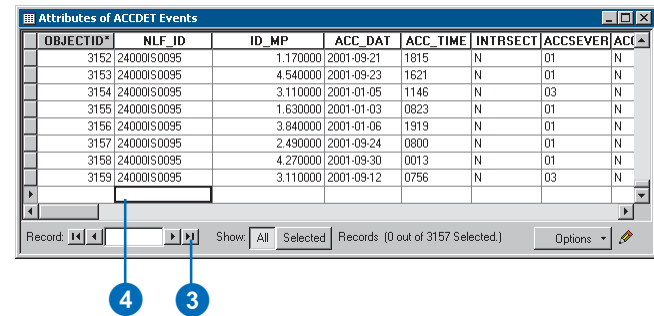 Attributes of ACCDET Events
OBJECTID* NLF_ID ID_MP ACC_DAT ACC_TIME INTRSECT ACCSEVER AC(
3152 24000IS0095 1.170000 2001-09-21 1815 N 01 N
3153 24000IS0095 4.540000 2001-09-23 1621 N 01 N
3154 24000IS0095 3.110000 2001-01-05 1146 N 03 N
3155 24000IS0095 1.630000 2001-01-03 0823 N 01 N
3156 24000IS0095 3.840000 2001-01-06 1919 N 01 N
3157 24000IS0095 2.490000 2001-09-24 0800 N 01 N
3158 24000IS0095 4.270000 2001-09-30 0013 N 01 N
3159 24000IS0095 3.110000 2001-09-12 0756 N 03 N
Record: Show: All Selected Records (0 out of 3157 Selected.) Options
4 3